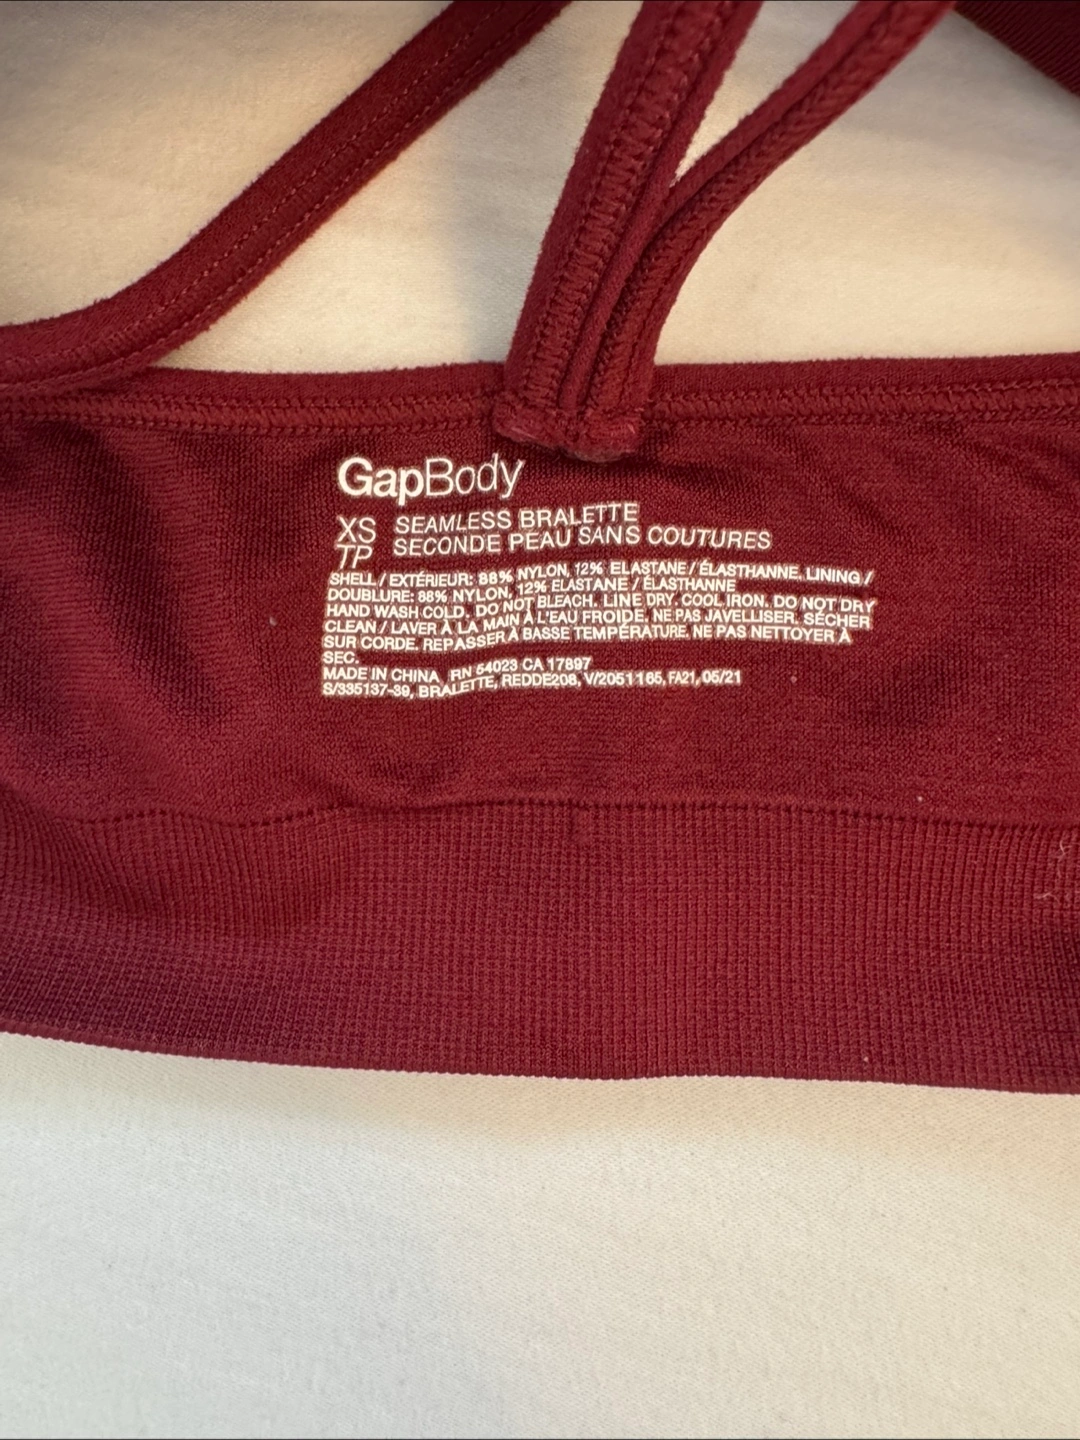 GapBody
XS SEAMLESS BRALETTE
TP SECONDE PEAU SANS COUTURES
SHELL / EXTÉRIEUR: 88% NYLON, 12% ELASTANE / ÉLASTHANNE. LINING /
DOUBLURE: 88% NYLON, 12% ELASTANE / ÉLASTHANNE
HAND WASH COLD. DO NOT BLEACH. LINE DRY. COOL IRON. DO NOT DRY
CLEAN / LAVER À LA MAIN À L'EAU FROIDE. NE PAS JAVELLISER. SÉCHER
SUR CORDE. REPASSER À BASSE TEMPÉRATURE. NE PAS NETTOYER À
SEC.
MADE IN CHINA RN 54023 CA 17897
S/335137-39, BRALETTE, REDDE208, V/2051165, FA21, 05/21